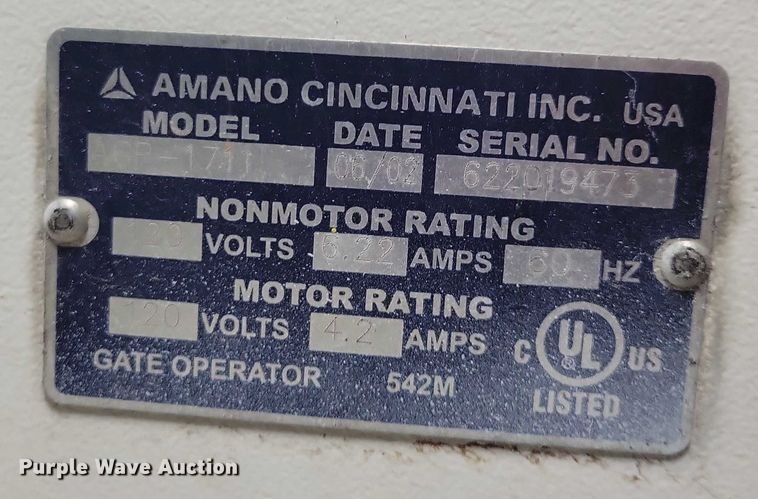 AMANO CINCINNATI INC. USA
MODEL DATE SERIAL NO.
06/02 622019473
NONMOTOR RATING
120 VOLTS 6.22 AMPS 60 HZ
MOTOR RATING
120 VOLTS 4.2 AMPS
GATE OPERATOR 542M
C UL US
LISTED
Purple Wave Auction